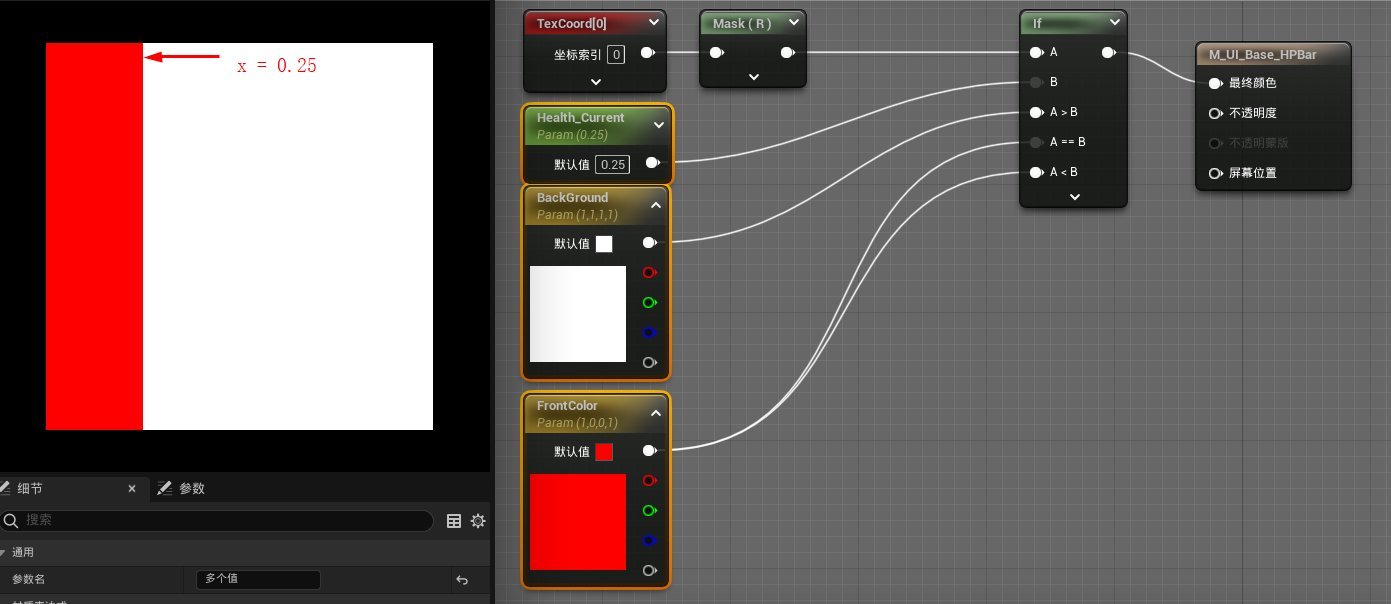 x = 0.25
细节
参数
搜索
通用
参数名
多个值
TexCoord[0]
坐标索引 0
Mask ( R )
Health_Current
Param (0.25)
默认值 0.25
BackGround
Param (1,1,1,1)
默认值
FrontColor
Param (1,0,0,1)
默认值
If
A
B
A > B
A == B
A < B
M_UI_Base_HPBar
最终颜色
不透明度
不透明蒙版
屏幕位置